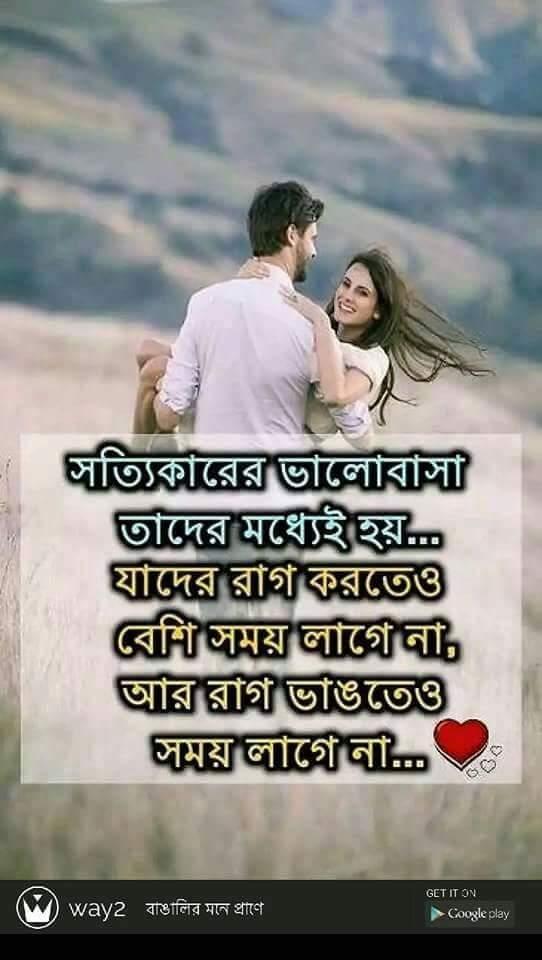 সত্যিকারের ভালোবাসা
তাদের মধ্যেই হয়...
যাদের রাগ করতেও
বেশি সময় লাগে না,
আর রাগ ভাঙতেও
সময় লাগে না...
way2 বাঙালির মনে প্রাণে
GET IT ON
Google play